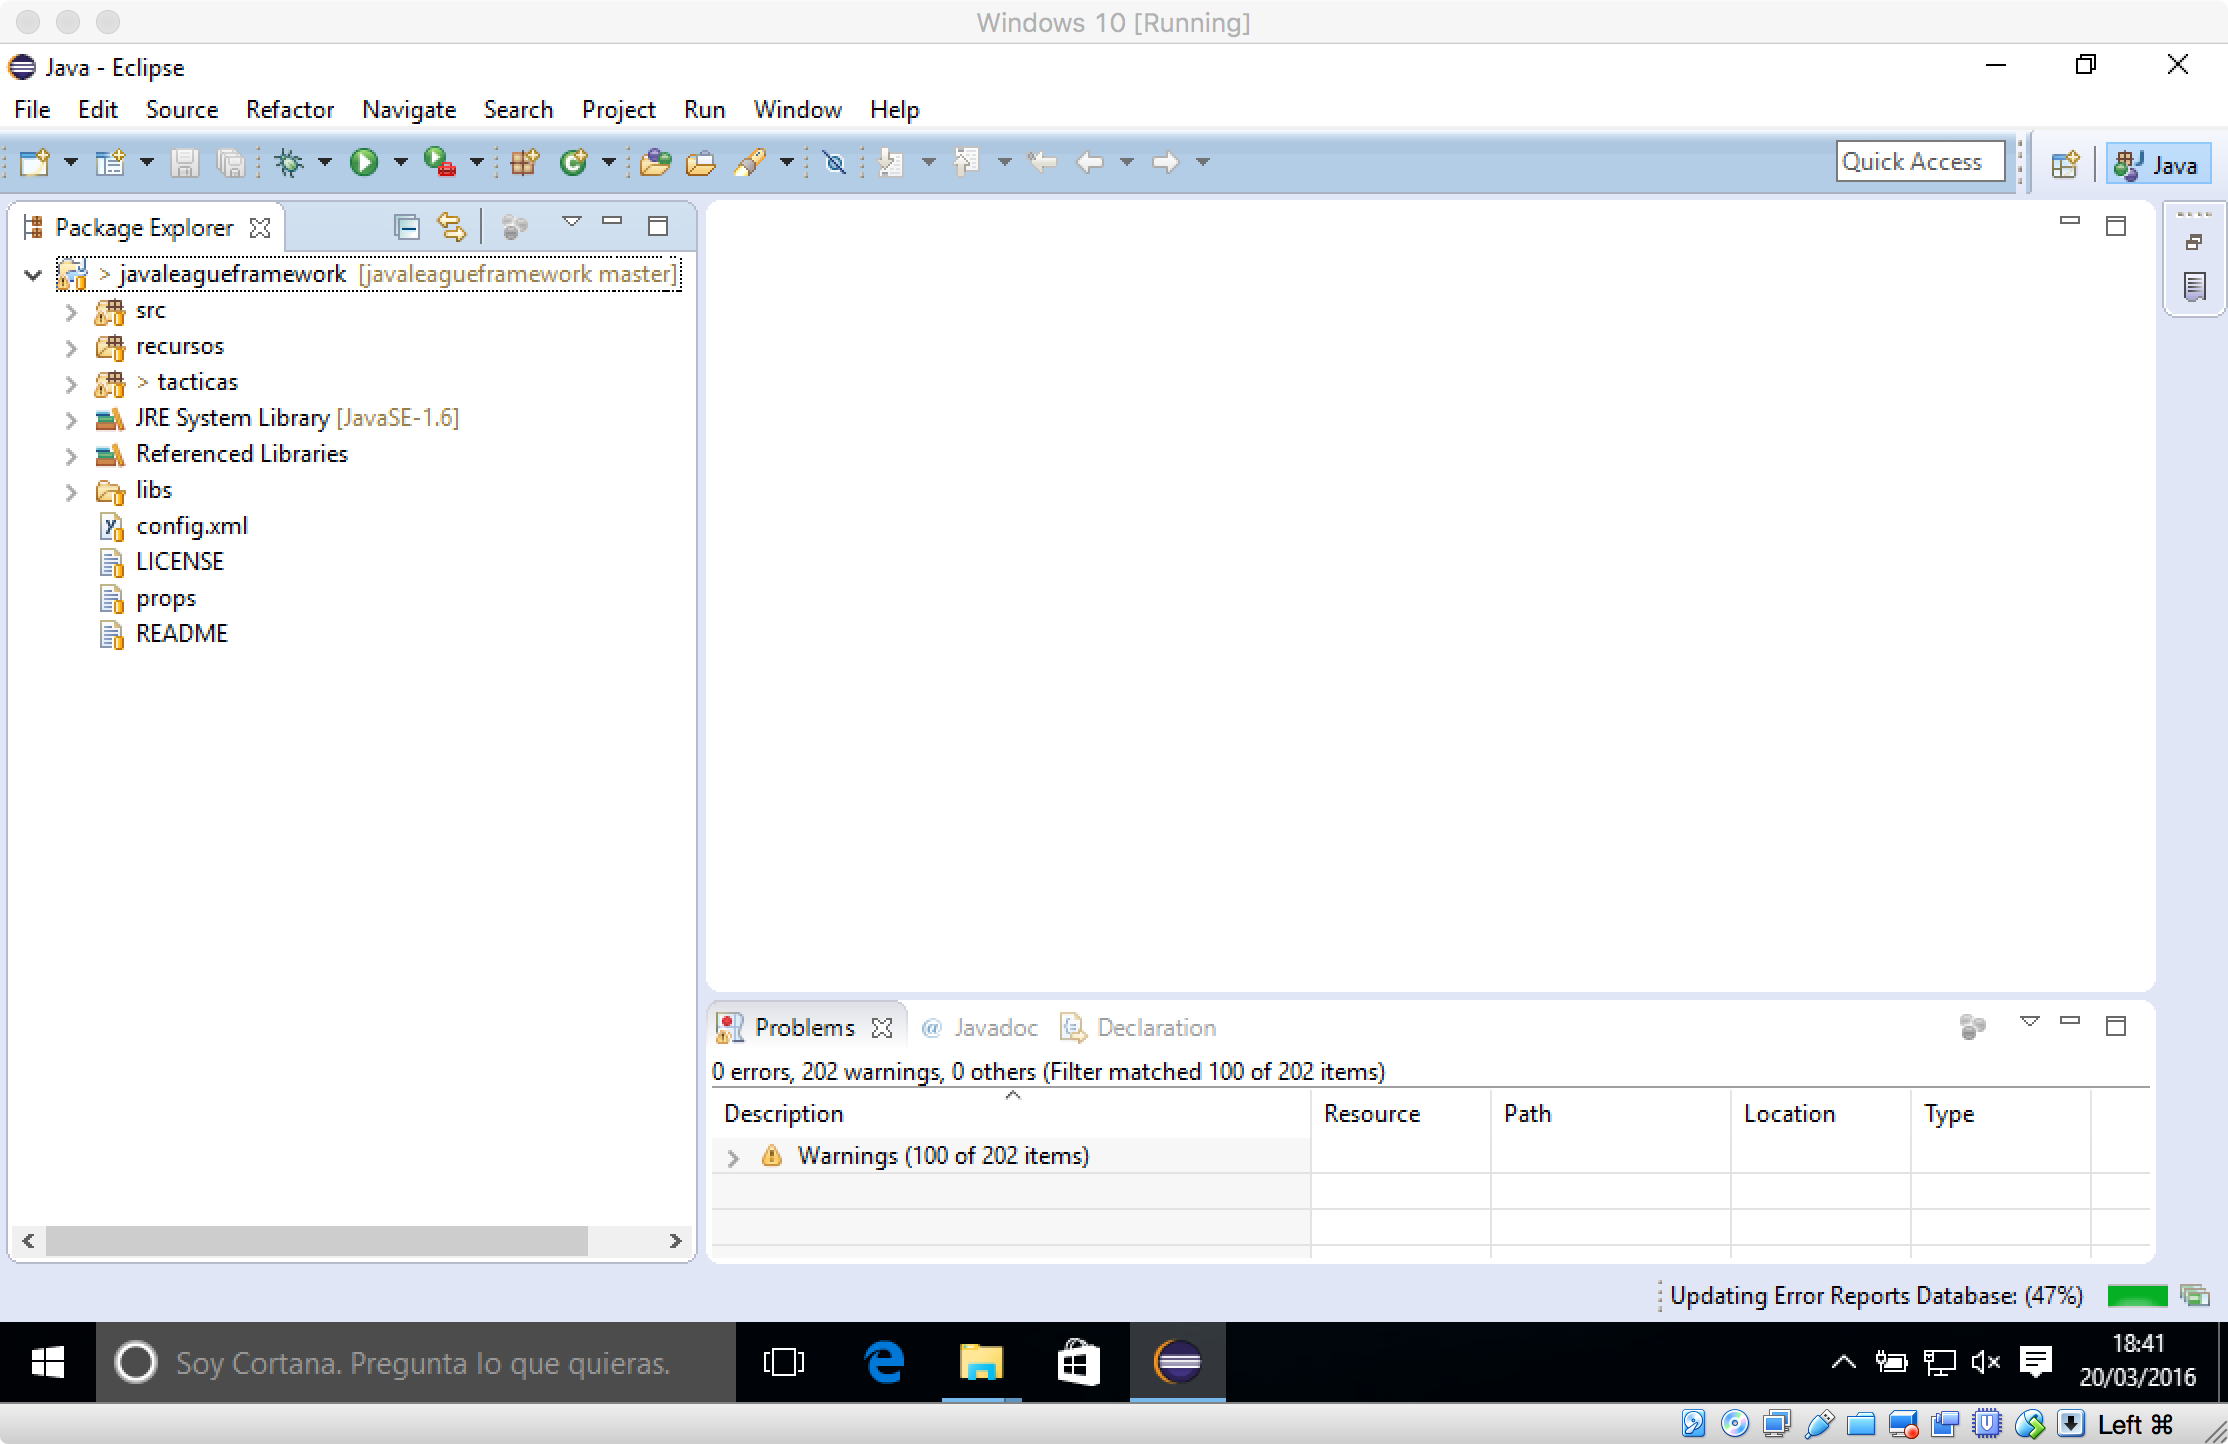 Windows 10 [Running]
Java - Eclipse
File Edit Source Refactor Navigate Search Project Run Window Help
Quick Access
Java
Package Explorer
> javaleagueframework [javaleagueframework master]
src
recursos
> tacticas
JRE System Library [JavaSE-1.6]
Referenced Libraries
libs
config.xml
LICENSE
props
README
Problems @ Javadoc Declaration
0 errors, 202 warnings, 0 others (Filter matched 100 of 202 items)
Description Resource Path Location Type
Warnings (100 of 202 items)
Updating Error Reports Database: (47%)
Soy Cortana. Pregunta lo que quieras.
18:41
20/03/2016
Left ⌘